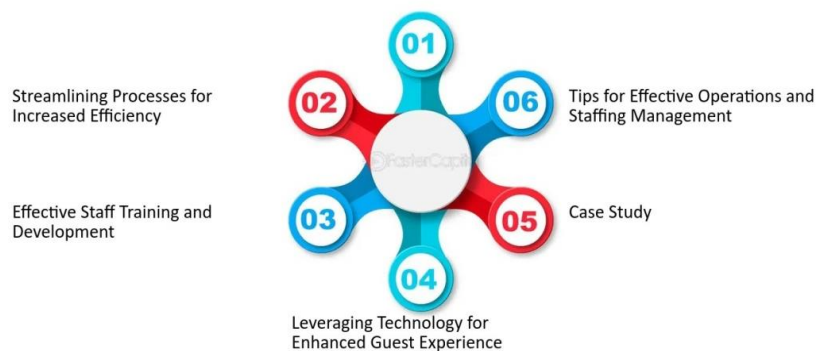 01
02
Streamlining Processes for
Increased Efficiency
06
Tips for Effective Operations and
Staffing Management
03
Effective Staff Training and
Development
05
Case Study
04
Leveraging Technology for
Enhanced Guest Experience